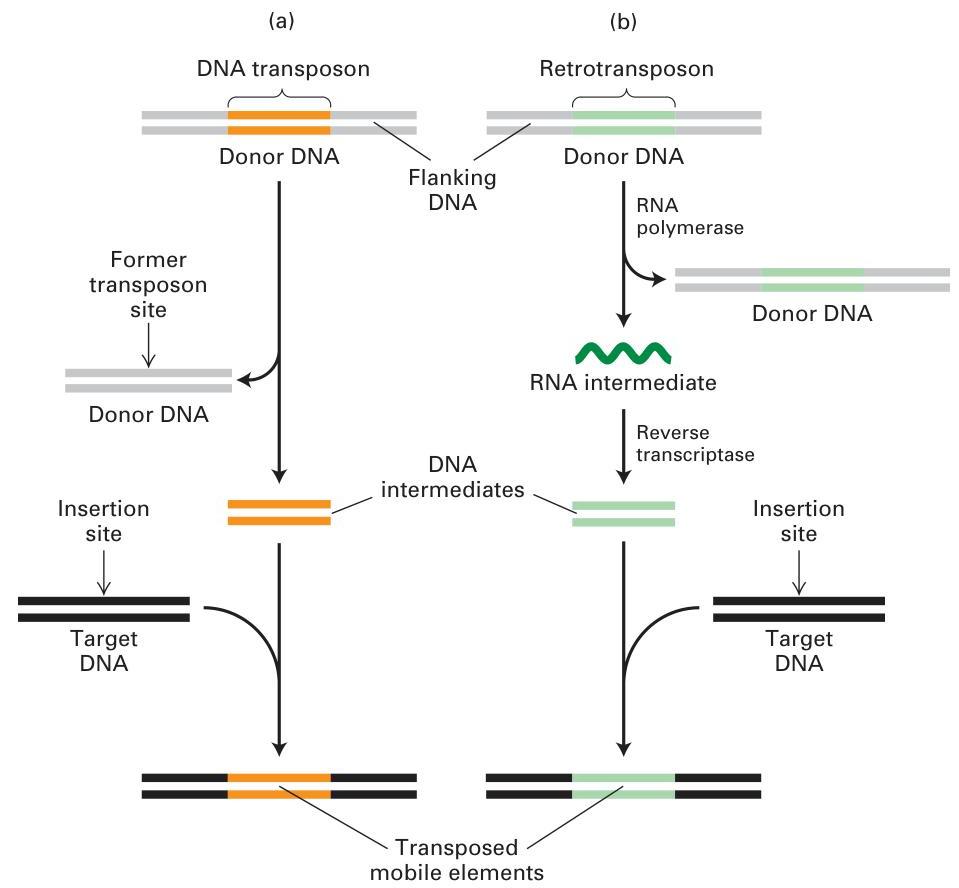 (a)
(b)
DNA transposon
Retrotransposon
Donor DNA
Donor DNA
Flanking
DNA
RNA
polymerase
Former
transposon
site
Donor DNA
Donor DNA
RNA intermediate
Reverse
transcriptase
DNA
intermediates
Insertion
site
Insertion
site
Target
DNA
Target
DNA
Transposed
mobile elements